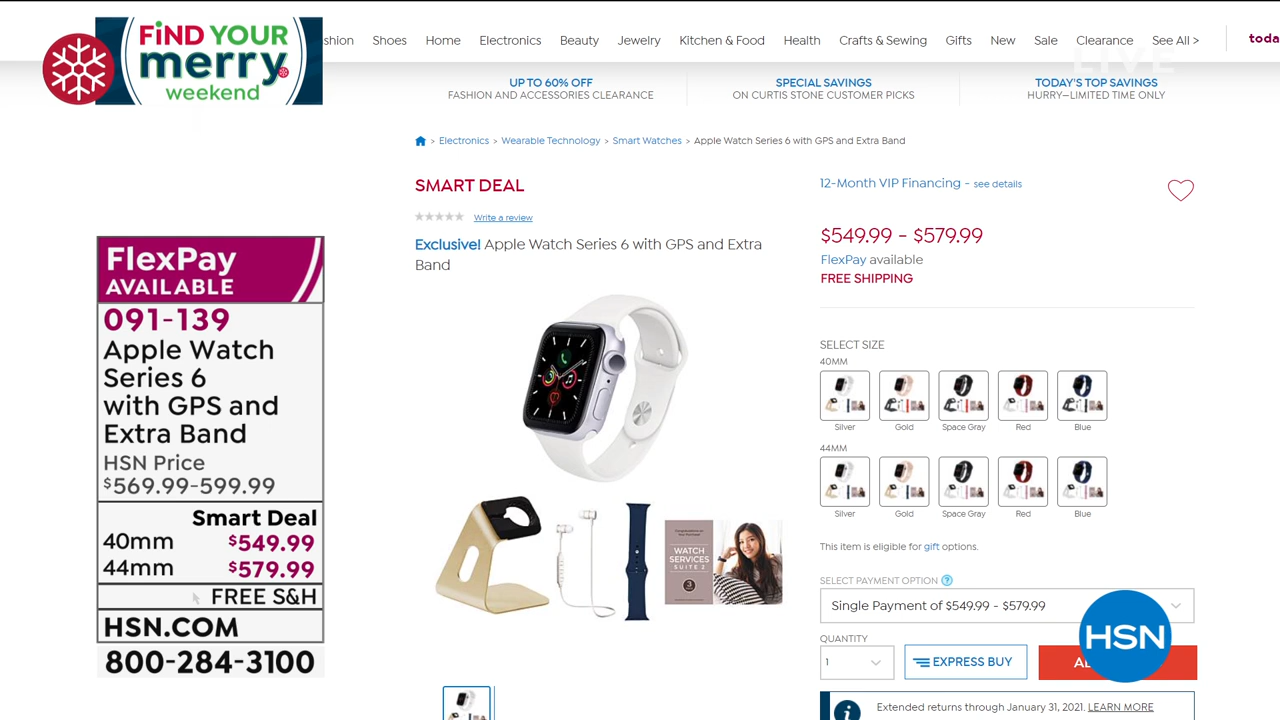 FiND YOUR
merry
weekend
Shoes
Home
Electronics
Beauty
Jewelry
Kitchen & Food
Health
Crafts & Sewing
Gifts
New
Sale
Clearance
See All >
LIVE
UP TO 60% OFF
FASHION AND ACCESSORIES CLEARANCE
SPECIAL SAVINGS
ON CURTIS STONE CUSTOMER PICKS
TODAY'S TOP SAVINGS
HURRY—LIMITED TIME ONLY
> Electronics > Wearable Technology > Smart Watches > Apple Watch Series 6 with GPS and Extra Band
SMART DEAL
Write a review
Exclusive! Apple Watch Series 6 with GPS and Extra
Band
WATCH
SERVICES
SUITE 2
3
12-Month VIP Financing - see details
$549.99 - $579.99
FlexPay available
FREE SHIPPING
SELECT SIZE
40MM
Silver
Gold
Space Gray
Red
Blue
44MM
Silver
Gold
Space Gray
Red
Blue
This item is eligible for gift options.
SELECT PAYMENT OPTION ?
Single Payment of $549.99 - $579.99
QUANTITY
1
EXPRESS BUY
HSN
Extended returns through January 31, 2021. LEARN MORE
FlexPay
AVAILABLE
091-139
Apple Watch
Series 6
with GPS and
Extra Band
HSN Price
$569.99-599.99
Smart Deal
40mm $549.99
44mm $579.99
FREE S&H
HSN.COM
800-284-3100